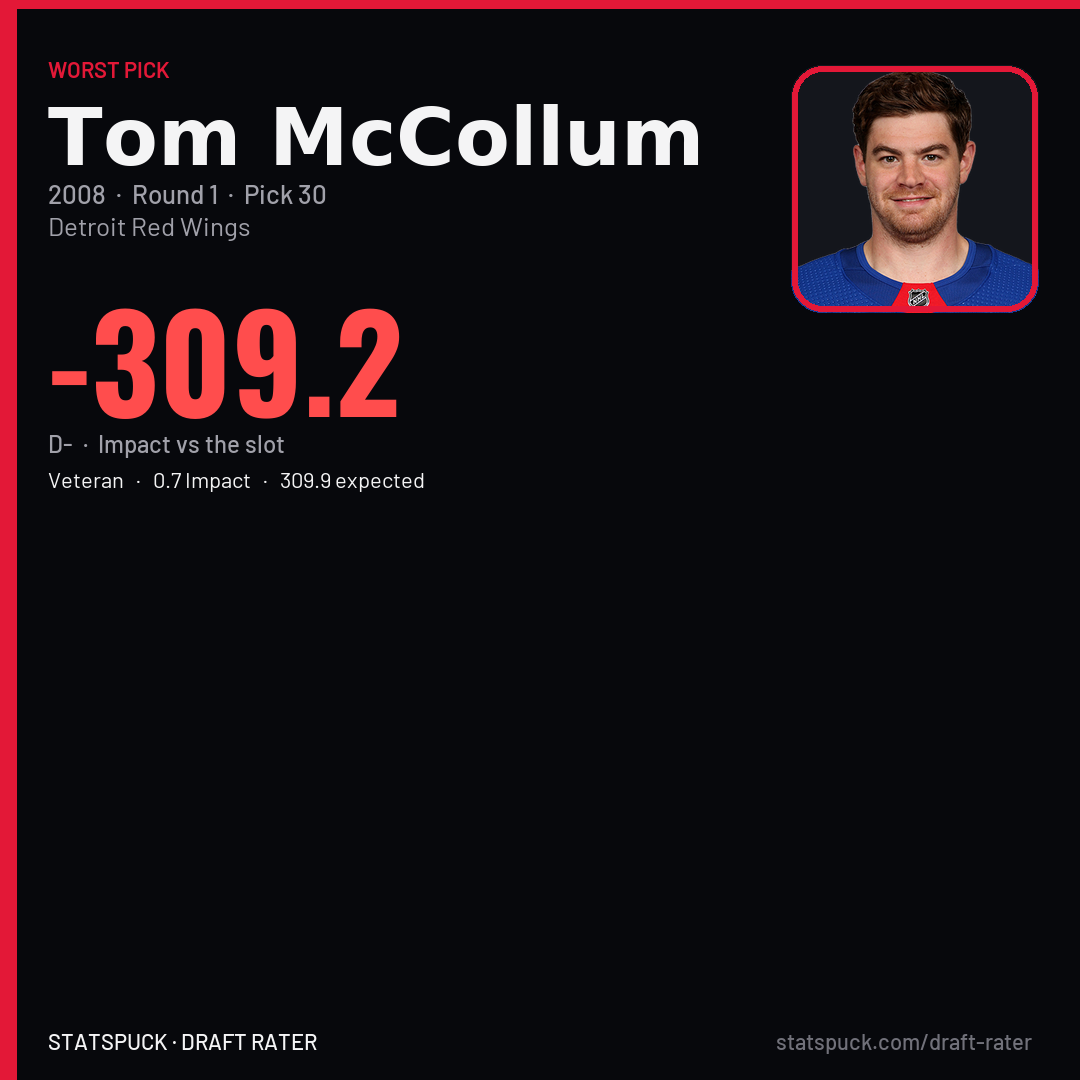 WORST PICK
Tom McCollum
2008 · Round 1 · Pick 30
Detroit Red Wings
-309.2
D- · Impact vs the slot
Veteran · 0.7 Impact · 309.9 expected
STATSPUCK · DRAFT RATER
statspuck.com/draft-rater